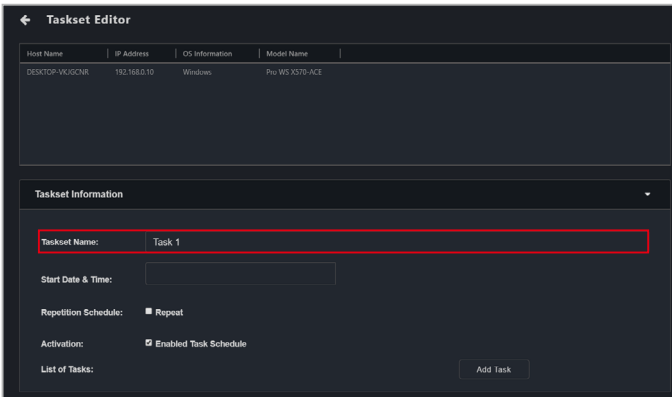 Taskset Editor
Host Name IP Address OS Information Model Name
DESKTOP-VKJGCNR 192.168.0.10 Windows Pro WS X570-ACE
Taskset Information
Taskset Name: Task 1
Start Date & Time:
Repetition Schedule: Repeat
Activation: Enabled Task Schedule
List of Tasks: Add Task